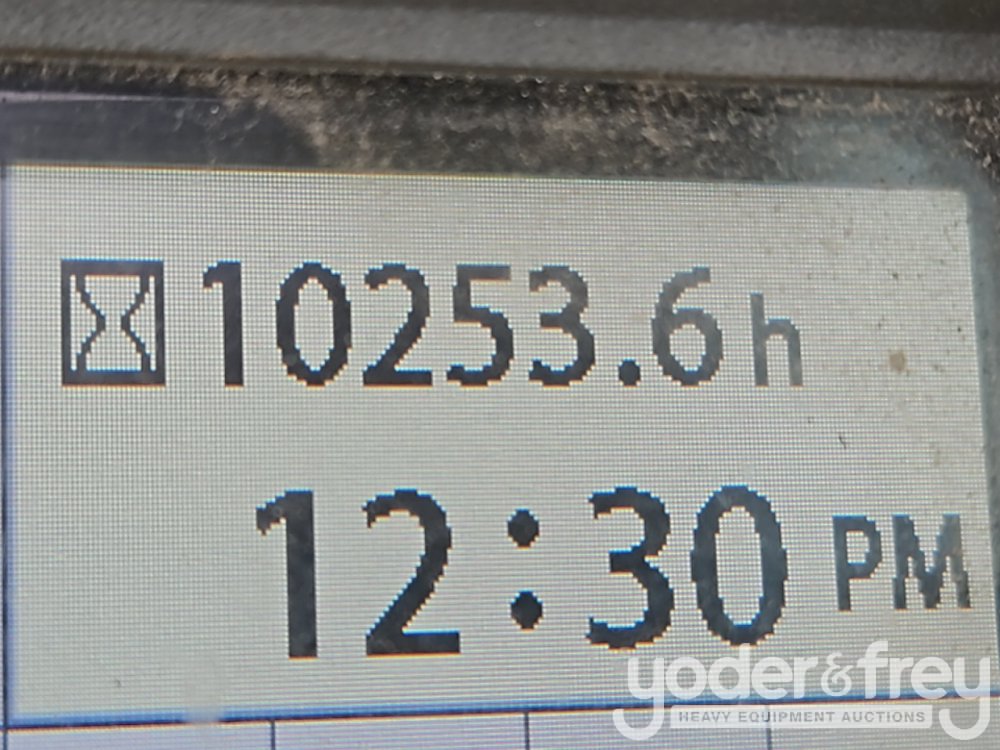 10253.6h
12:30 PM
yoder&frey
HEAVY EQUIPMENT AUCTIONS